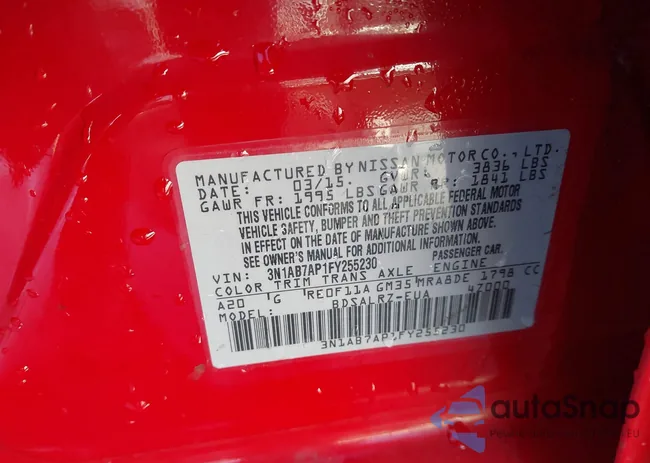 MANUFACTURED BY NISSAN MOTOR CO., LTD.
DATE: 03/15 GVWR: 3836 LBS
GAWR FR: 1995 LBS GAWR RR: 1841 LBS
THIS VEHICLE CONFORMS TO ALL APPLICABLE FEDERAL MOTOR
VEHICLE SAFETY, BUMPER AND THEFT PREVENTION STANDARDS
IN EFFECT ON THE DATE OF MANUFACTURE SHOWN ABOVE.
SEE OWNER'S MANUAL FOR ADDITIONAL INFORMATION.
VIN: 3N1AB7AP1FY255230 PASSENGER CAR
COLOR TRIM TRANS AXLE ENGINE
A20 G RE0F11A GM35 MRA8DE 1798 CC
BDSALRZ-EUA 47000
3N1AB7AP1FY255230
autoSnap